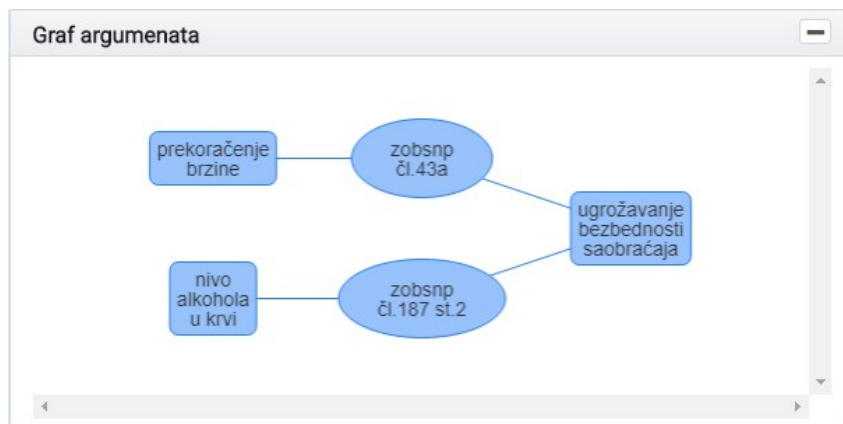 Graf argumenata
prekoračenje
brzine
zobsnp
čl.43a
ugrožavanje
bezbednosti
saobraćaja
nivo
alkohola
u krvi
zobsnp
čl.187 st.2